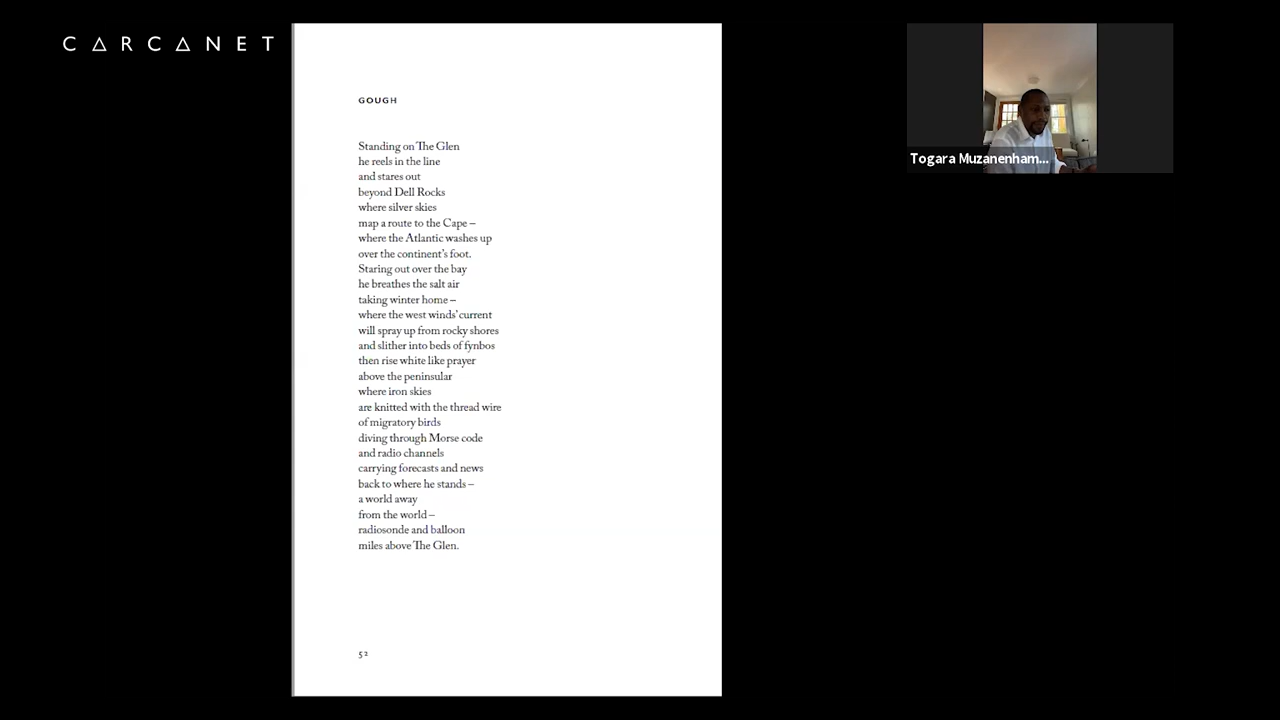 CARCANET
GOUGH
Standing on The Glen
he reels in the line
and stares out
beyond Dell Rocks
where silver skies
map a route to the Cape –
where the Atlantic washes up
over the continent's foot.
Staring out over the bay
he breathes the salt air
taking winter home –
where the west winds' current
will spray up from rocky shores
and slither into beds of fynbos
then rise white like prayer
above the peninsular
where iron skies
are knitted with the thread wire
of migratory birds
diving through Morse code
and radio channels
carrying forecasts and news
back to where he stands –
a world away
from the world –
radiosonde and balloon
miles above The Glen.
52
Togara Muzanenham...